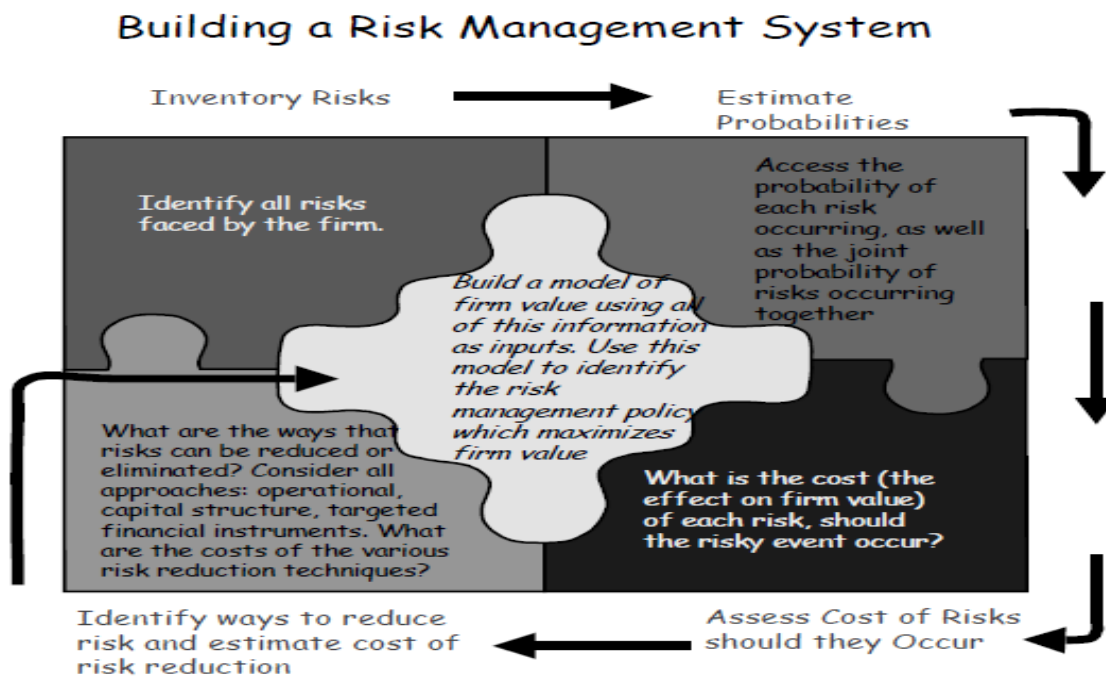 Building a Risk Management System
Inventory Risks
Estimate
Probabilities
Identify all risks
faced by the firm.
Access the
probability of
each risk
occurring, as well
as the joint
probability of
risks occurring
together
Build a model of
firm value using all
of this information
as inputs. Use this
model to identify
the risk
management policy
which maximizes
firm value
What are the ways that
risks can be reduced or
eliminated? Consider all
approaches: operational,
capital structure, targeted
financial instruments. What
are the costs of the various
risk reduction techniques?
What is the cost (the
effect on firm value)
of each risk, should
the risky event occur?
Identify ways to reduce
risk and estimate cost of
risk reduction
Assess Cost of Risks
should they Occur